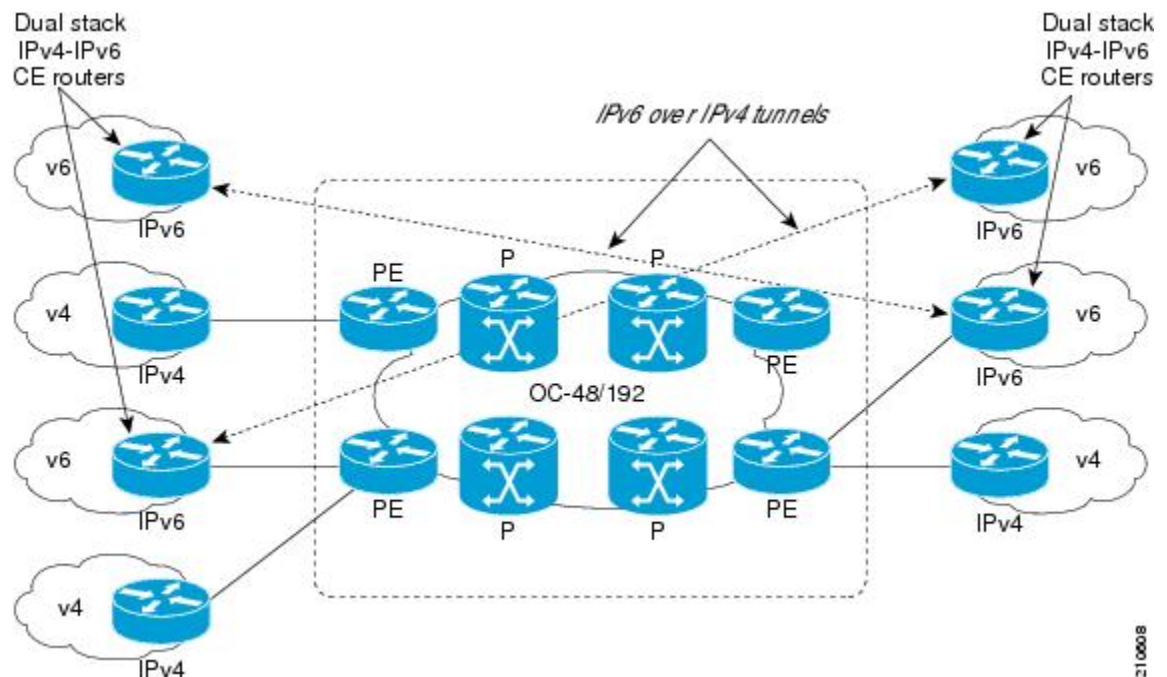 Dual stack
IPv4-IPv6
CE routers
Dual stack
IPv4-IPv6
CE routers
IPv6 over IPv4 tunnels
v6
IPv6
v6
IPv6
P
P
PE
v4
IPv4
PE
v6
IPv6
OC-48/192
v6
IPv6
PE
P
P
PE
v4
IPv4
v4
IPv4
210608